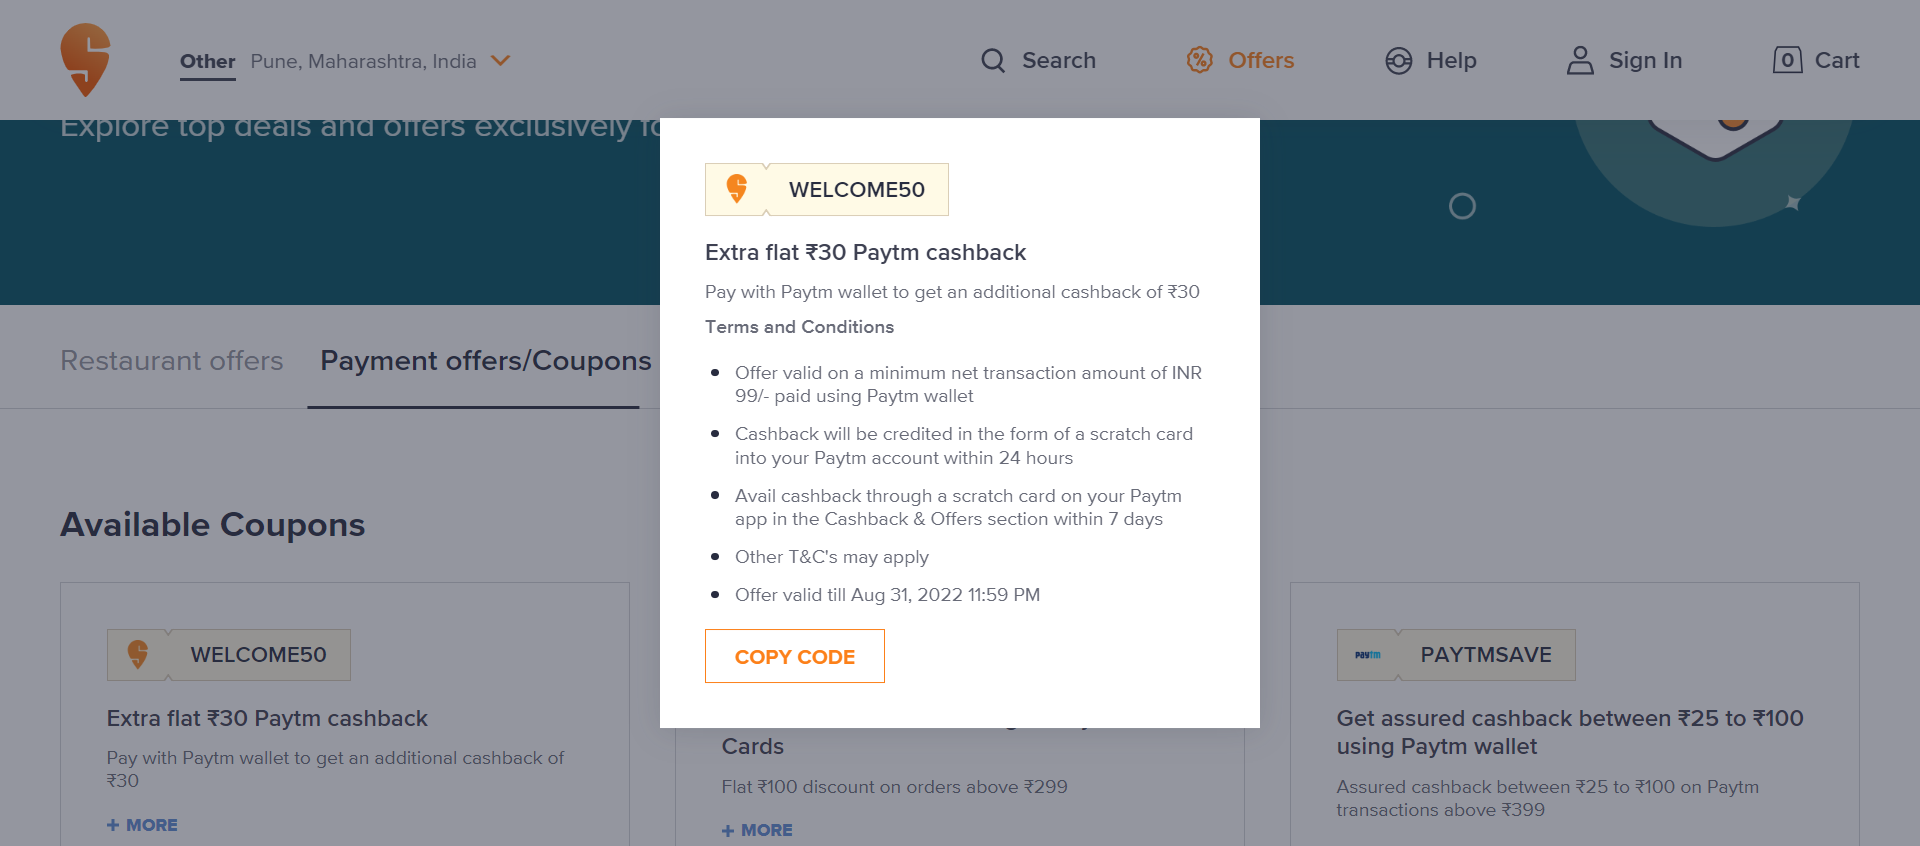 Other Pune, Maharashtra, India
Search
Offers
Help
Sign In
0 Cart
Explore top deals and offers exclusively
WELCOME50
Extra flat ₹30 Paytm cashback
Pay with Paytm wallet to get an additional cashback of ₹30
Terms and Conditions
Offer valid on a minimum net transaction amount of INR
99/- paid using Paytm wallet
Cashback will be credited in the form of a scratch card
into your Paytm account within 24 hours
Avail cashback through a scratch card on your Paytm
app in the Cashback & Offers section within 7 days
Other T&C's may apply
Offer valid till Aug 31, 2022 11:59 PM
COPY CODE
Restaurant offers
Payment offers/Coupons
Available Coupons
WELCOME50
Extra flat ₹30 Paytm cashback
Pay with Paytm wallet to get an additional cashback of
₹30
+ MORE
Cards
Flat ₹100 discount on orders above ₹299
+ MORE
paytm
PAYTMSAVE
Get assured cashback between ₹25 to ₹100
using Paytm wallet
Assured cashback between ₹25 to ₹100 on Paytm
transactions above ₹399